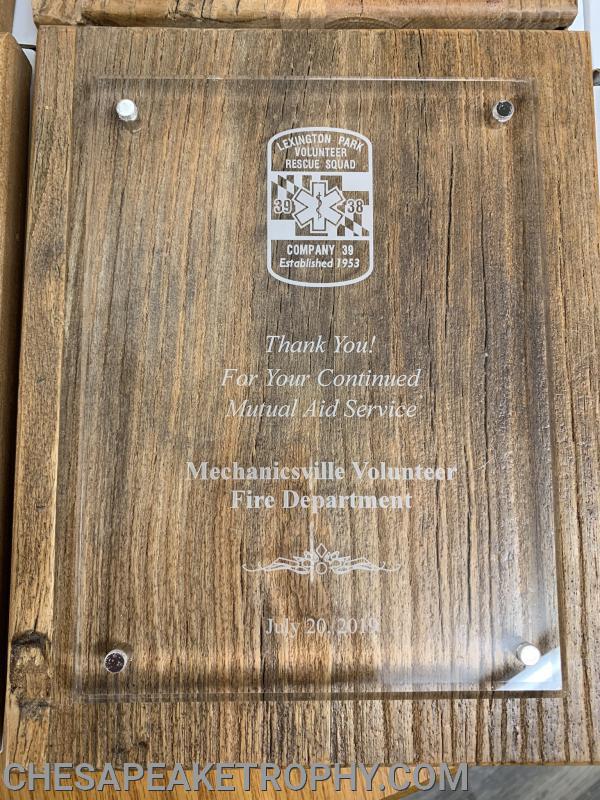 LEXINGTON PARK
VOLUNTEER
RESCUE SQUAD
39 38
COMPANY 39
Established 1953
Thank You!
For Your Continued
Mutual Aid Service
Mechanicsville Volunteer
Fire Department
July 20, 2019
CHESAPEAKETROPHY.COM